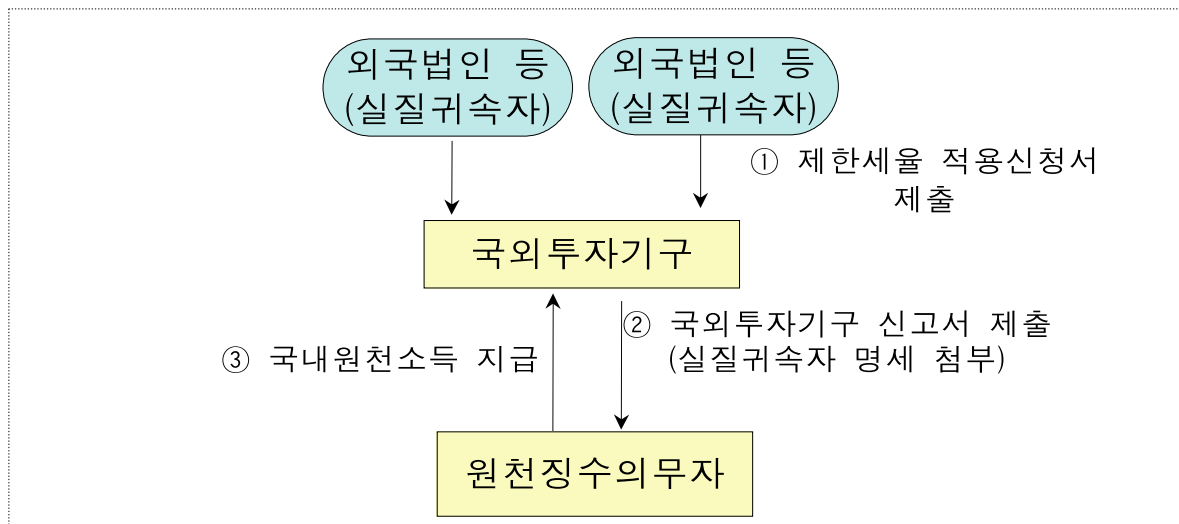 외국법인 등
(실질귀속자)
외국법인 등
(실질귀속자)
① 제한세율 적용신청서
제출
국외투자기구
② 국외투자기구 신고서 제출
(실질귀속자 명세 첨부)
③ 국내원천소득 지급
원천징수의무자